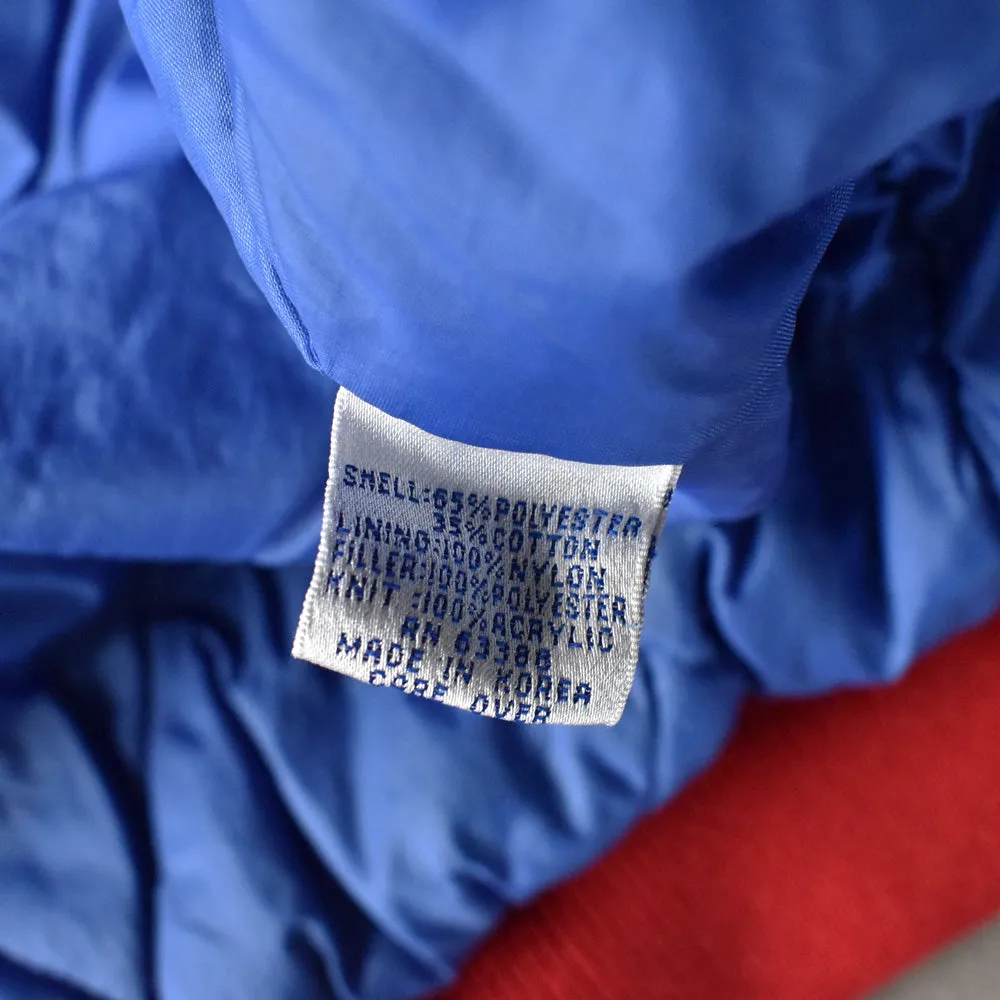 SHELL:65%POLYESTER
35%COTTON
LINING:100%NYLON
FILLER:100%POLYESTER
KNIT :100%ACRYLIC
RN 63386
MADE IN KOREA
CARE OVER